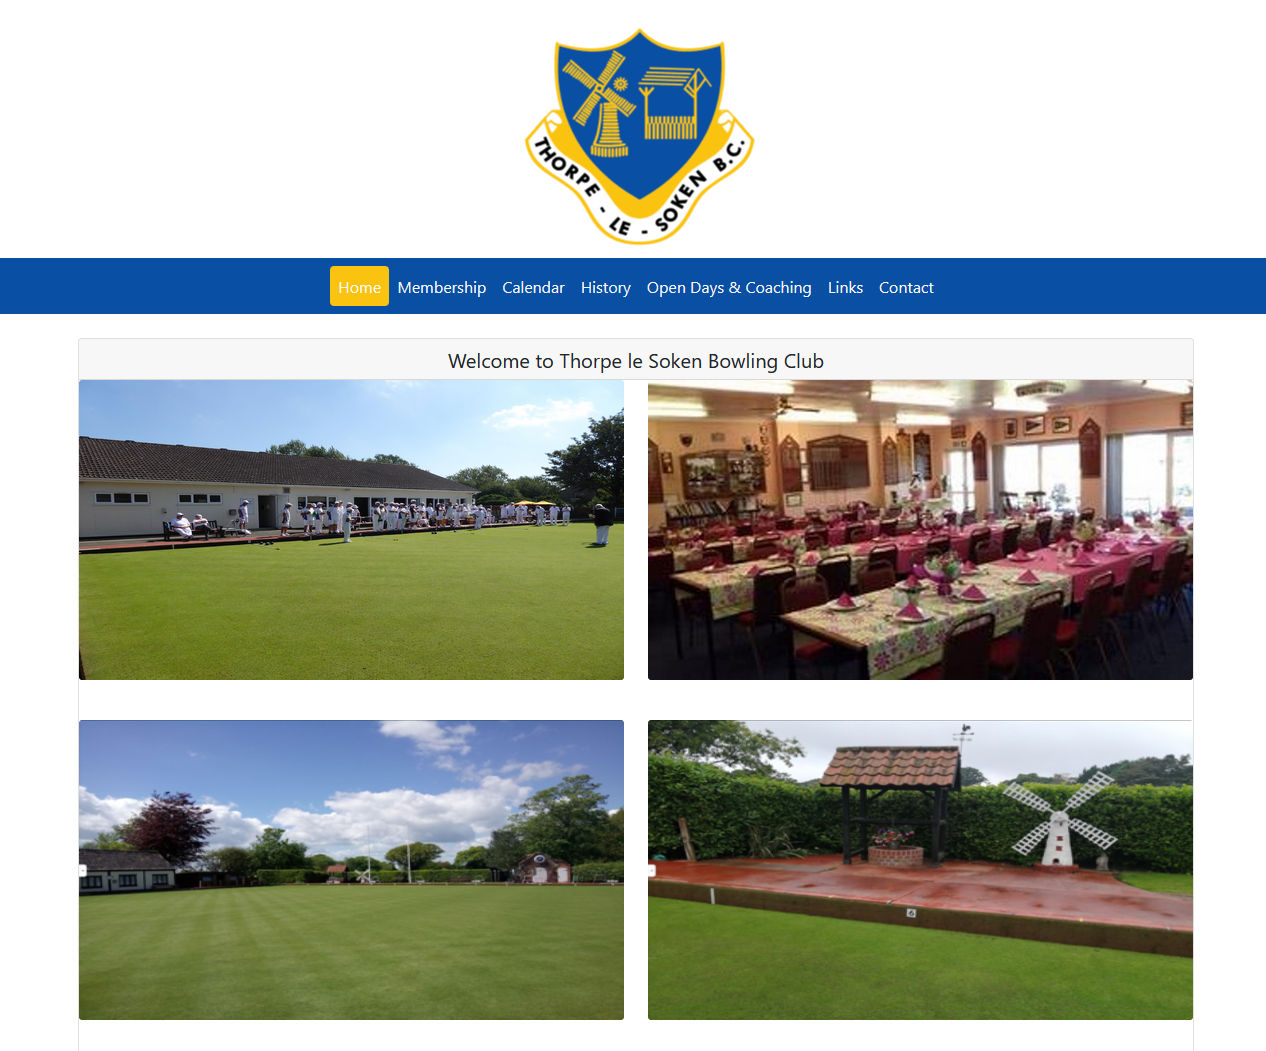 THORPE - LE - SOKEN B.C.
Home Membership Calendar History Open Days & Coaching Links Contact
Welcome to Thorpe le Soken Bowling Club
6